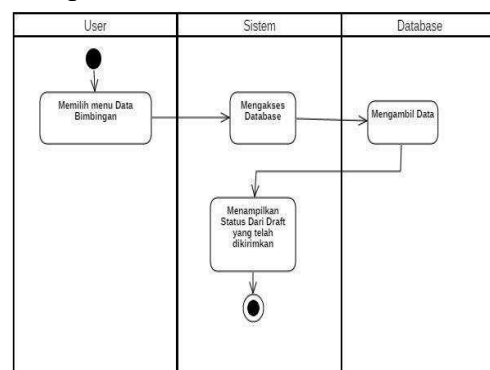 User
Sistem
Database
Memilih menu Data
Bimbingan
Mengakses
Database
Mengambil Data
Menampilkan
Status Dari Draft
yang telah
dikirimkan